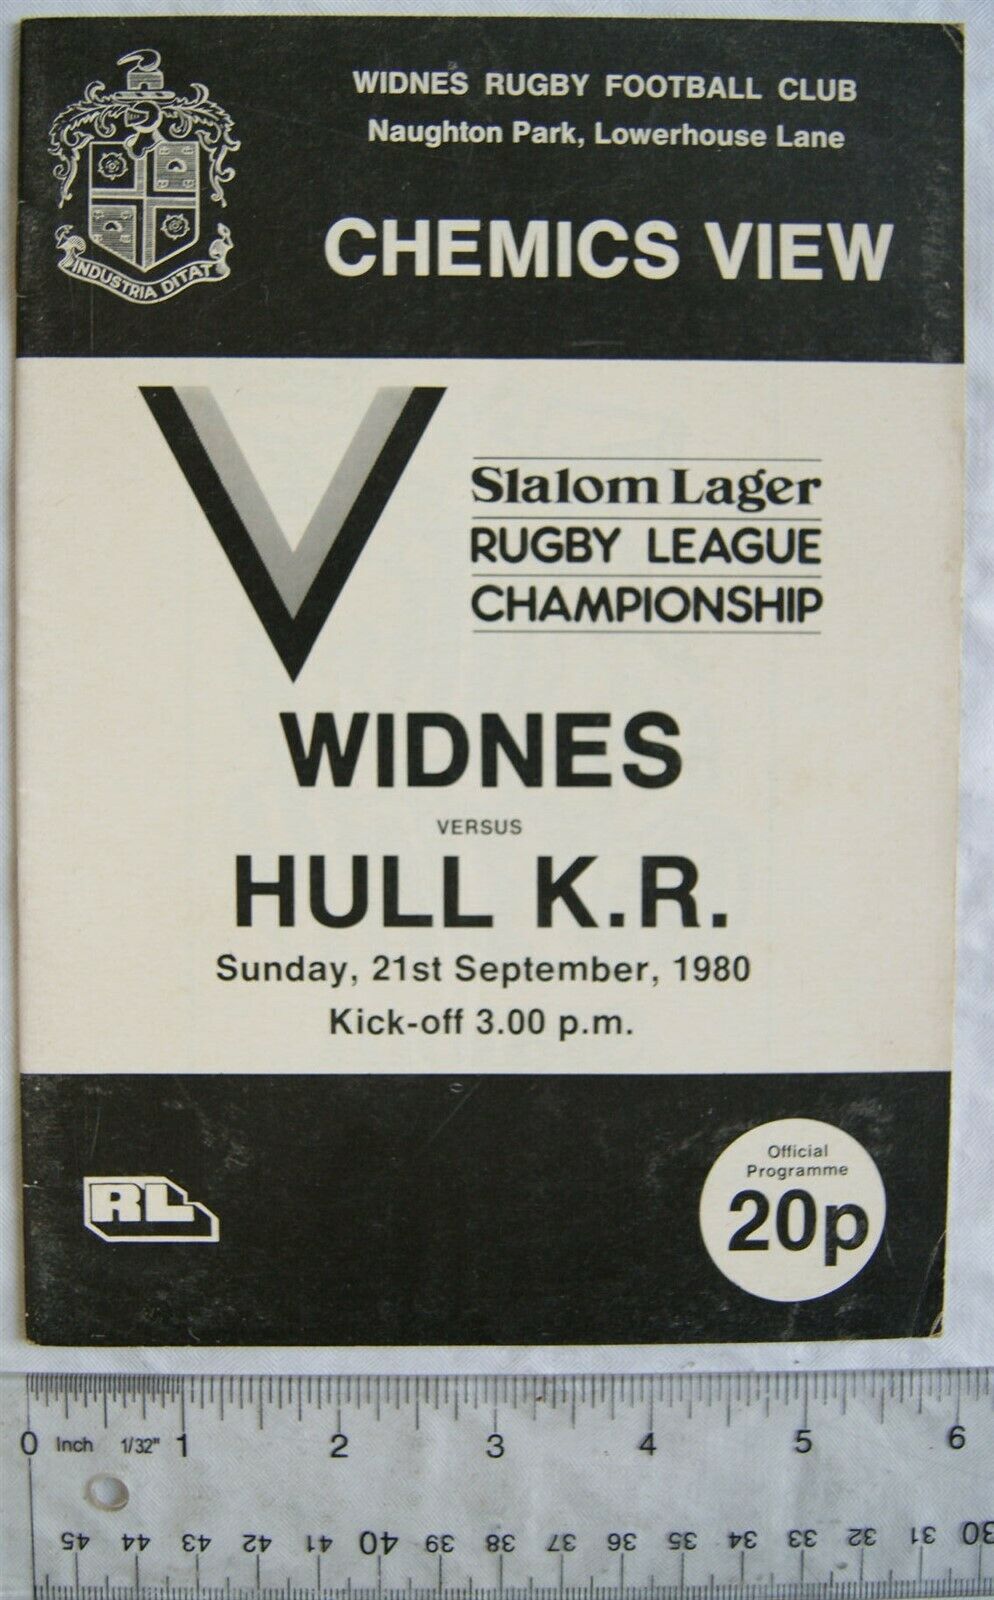 WIDNES RUGBY FOOTBALL CLUB
Naughton Park, Lowerhouse Lane
CHEMICS VIEW
INDUSTRIA DITAT
Slalom Lager
RUGBY LEAGUE
CHAMPIONSHIP
WIDNES
VERSUS
HULL K.R.
Sunday, 21st September, 1980
Kick-off 3.00 p.m.
RL
Official
Programme
20p
0 Inch 1/32" 1 2 3 4 5 6
45 44 43 42 41 40 39 38 37 36 35 34 33 32 31 30